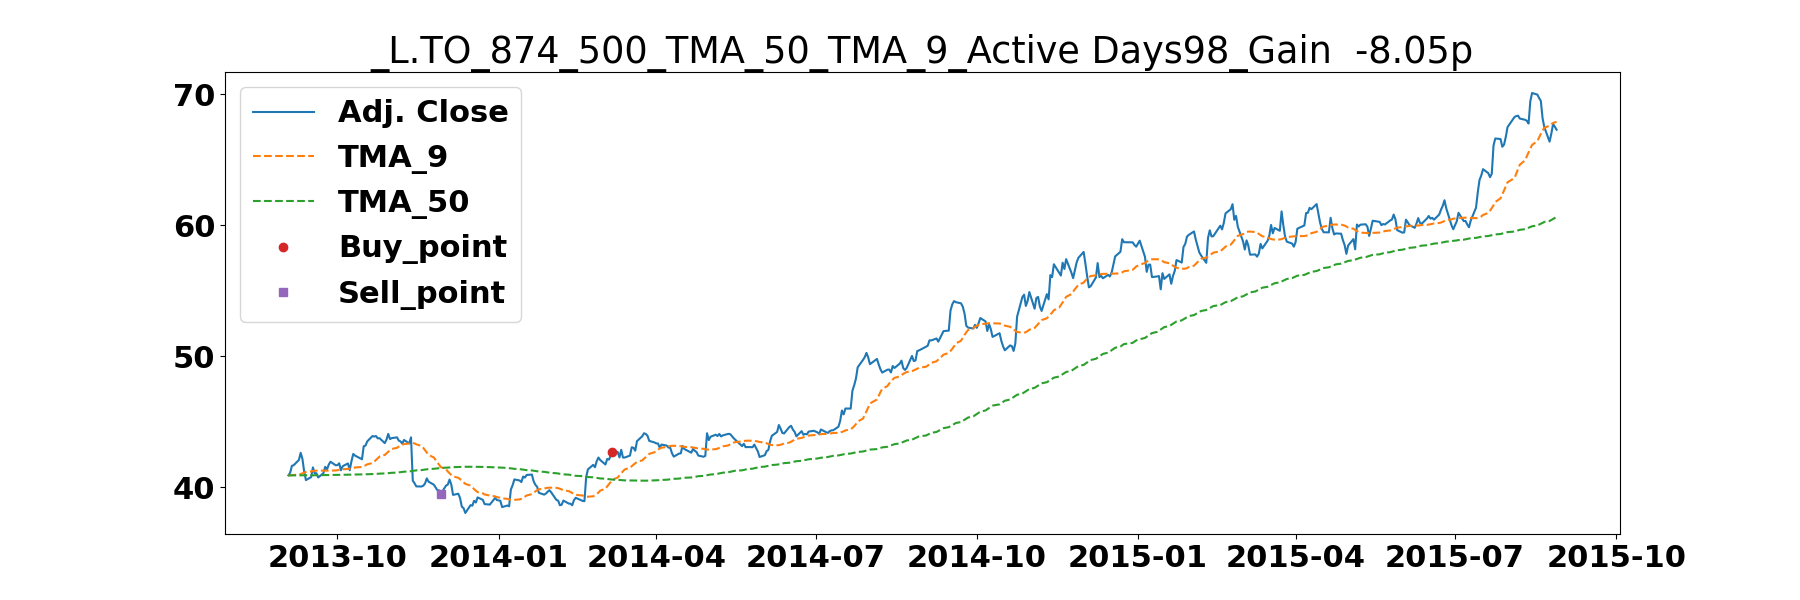 _L.TO_874_500_TMA_50_TMA_9_Active Days98_Gain  -8.05p
70
60
50
40
Adj. Close
TMA_9
TMA_50
Buy_point
Sell_point
2013-10 2014-01 2014-04 2014-07 2014-10 2015-01 2015-04 2015-07 2015-10